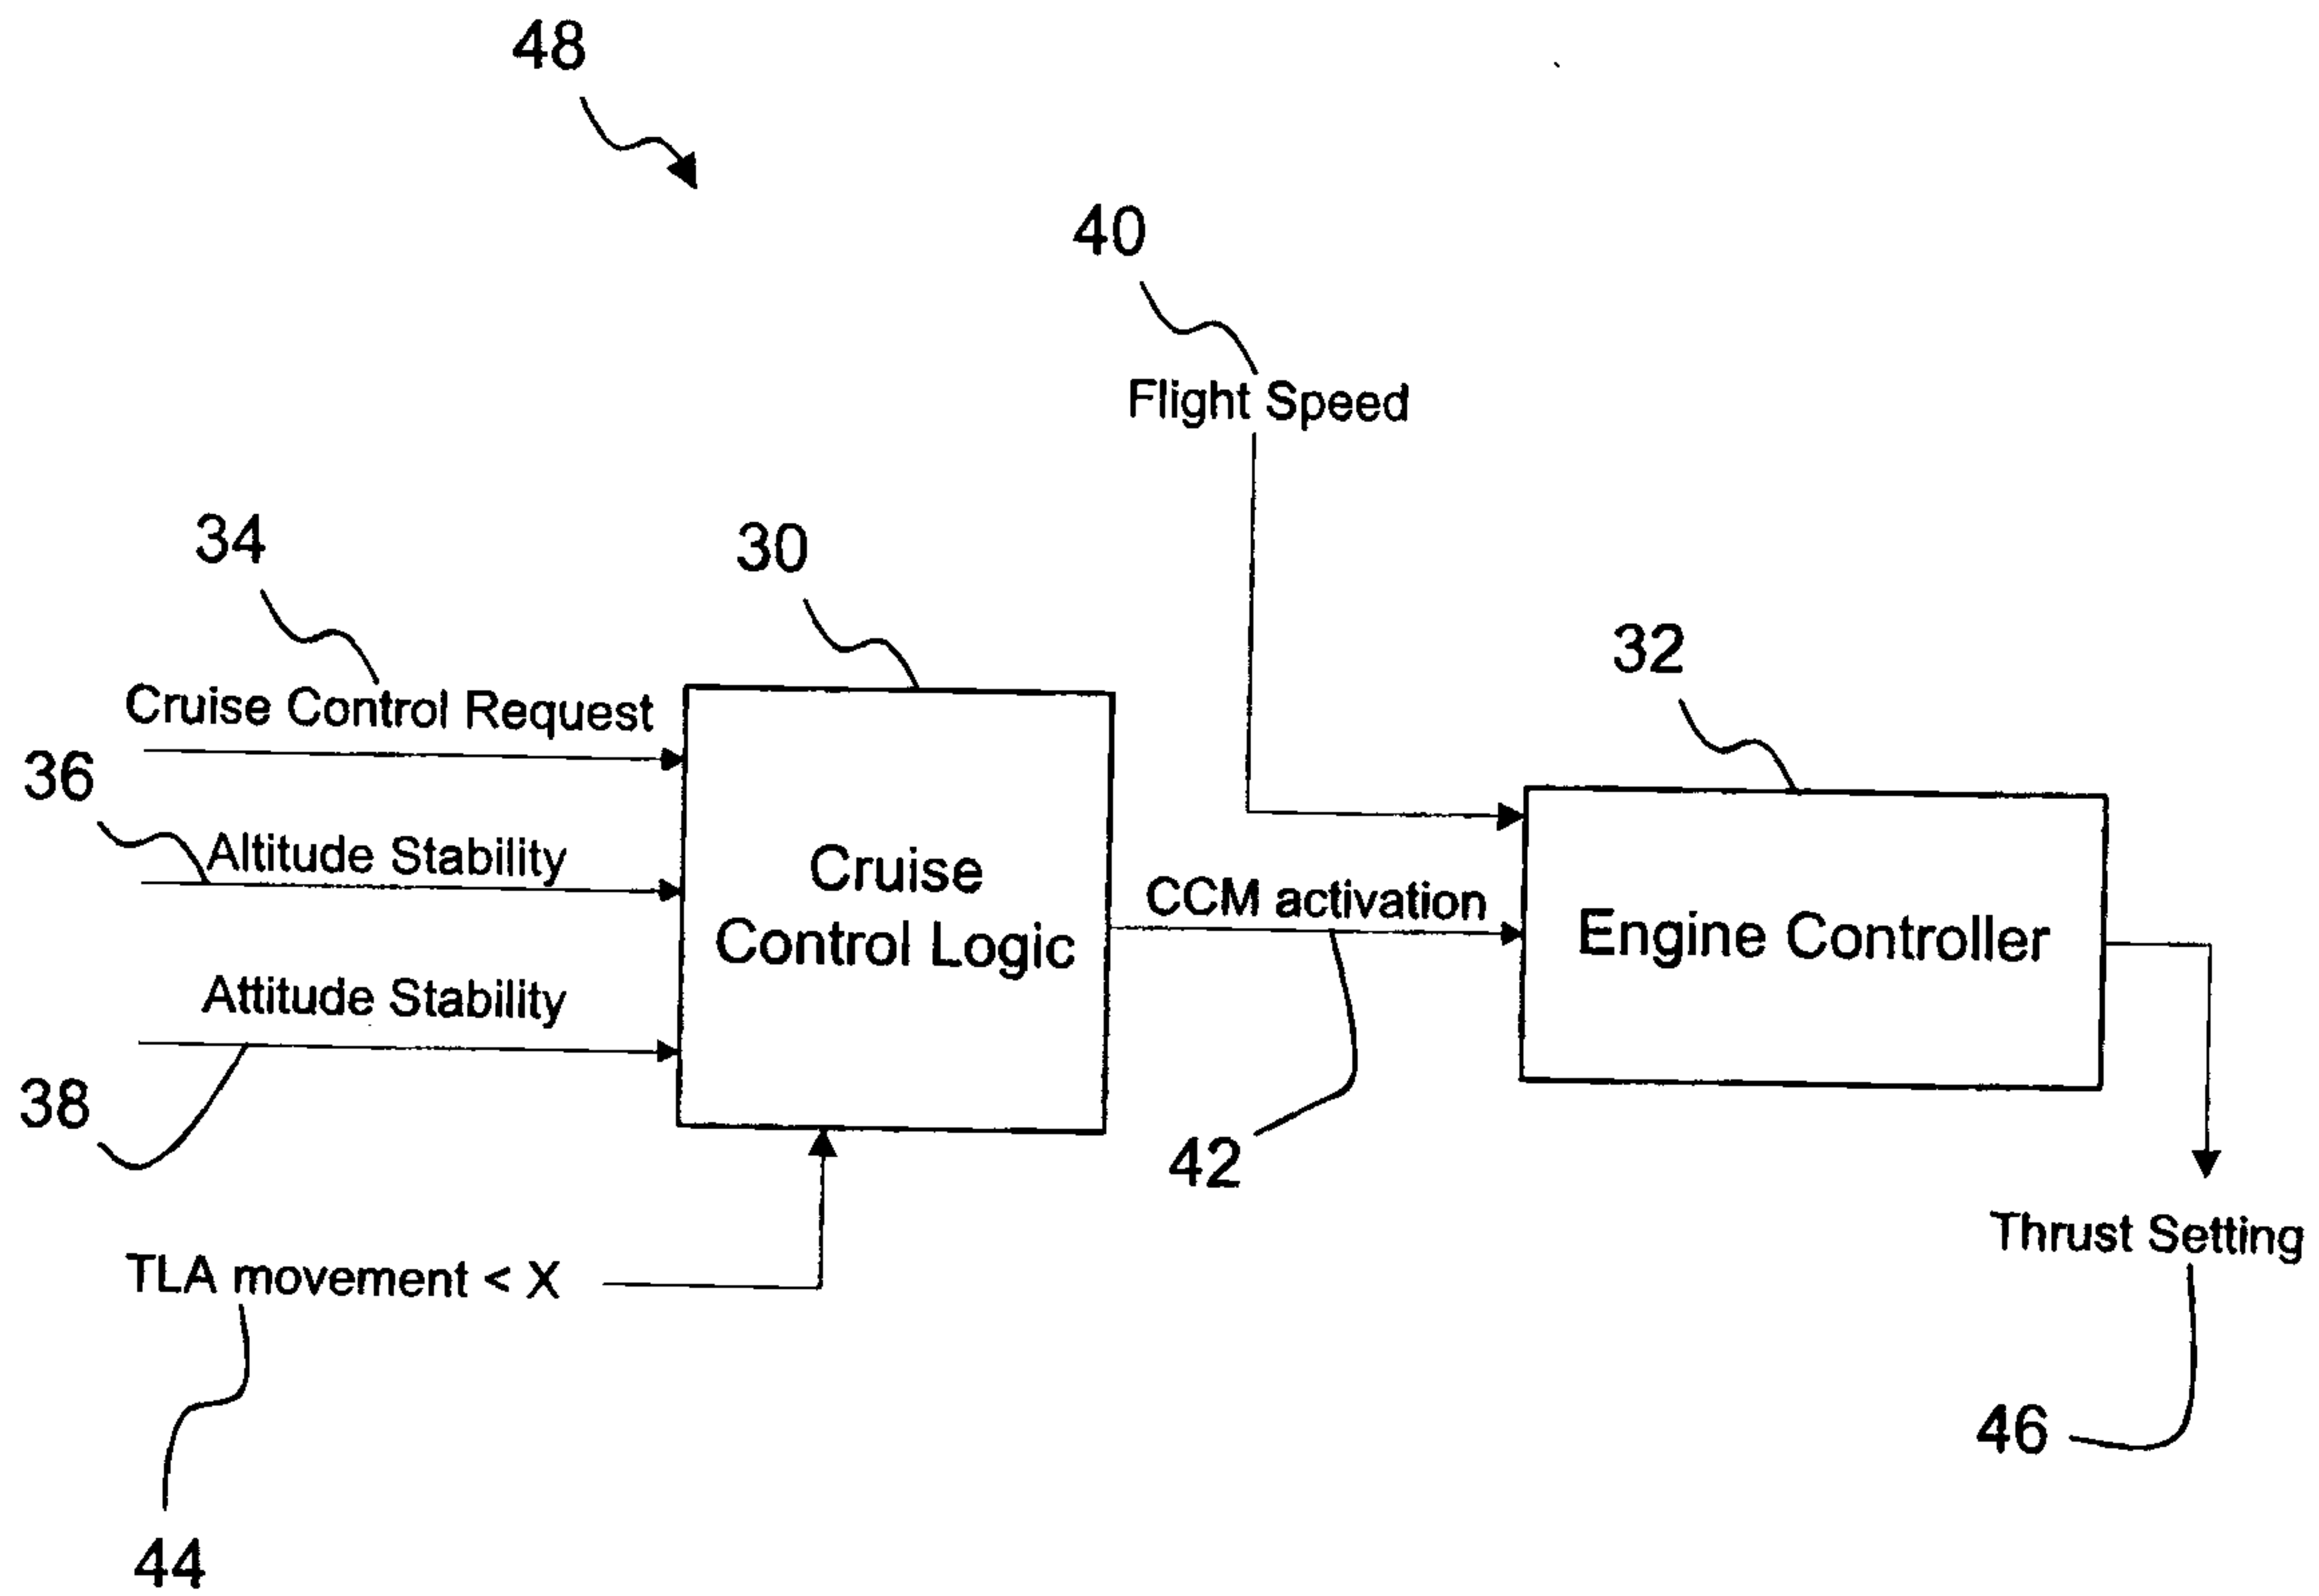 48
40
Flight Speed
34
30
32
Cruise Control Request
36
Altitude Stability
Cruise
Control Logic
CCM activation
Engine Controller
Attitude Stability
38
42
Thrust Setting
TLA movement < X
46
44